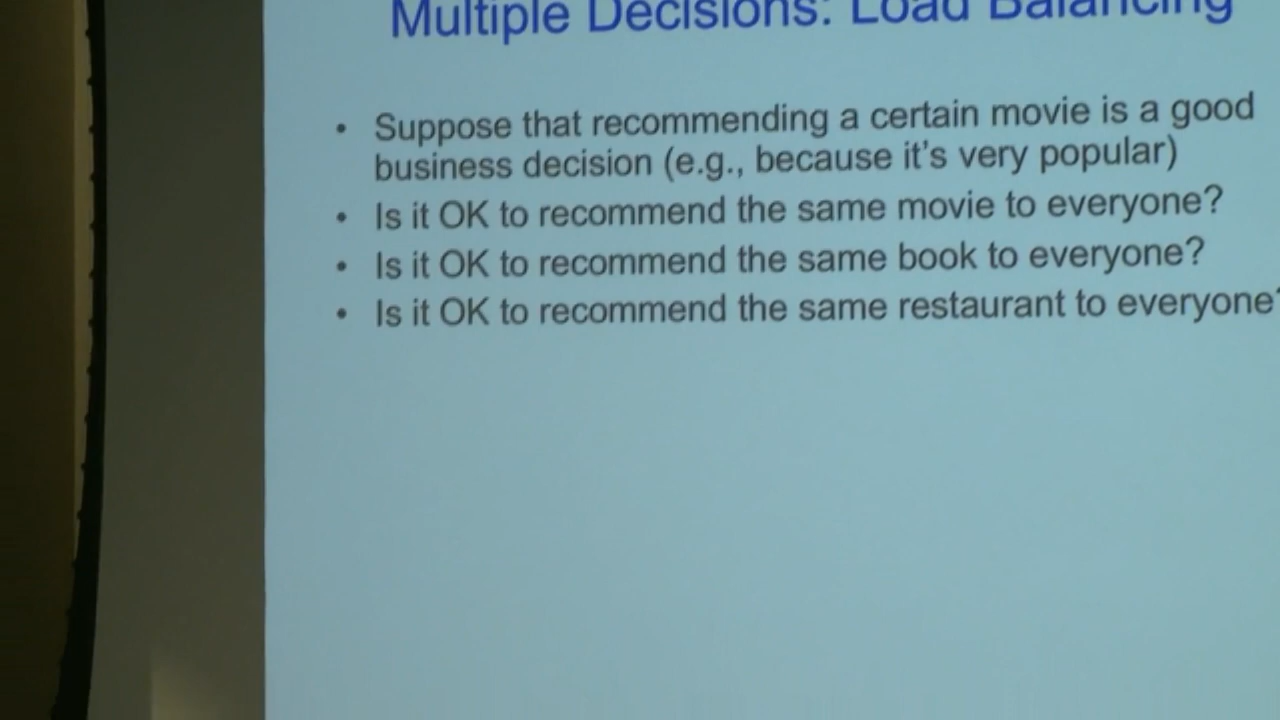 Multiple Decisions: Load Balancing
• Suppose that recommending a certain movie is a good
business decision (e.g., because it's very popular)
• Is it OK to recommend the same movie to everyone?
• Is it OK to recommend the same book to everyone?
• Is it OK to recommend the same restaurant to everyone?